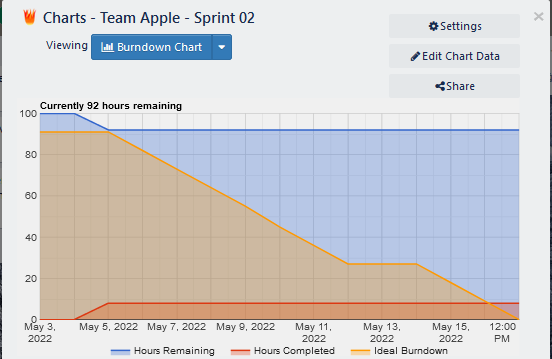 Charts - Team Apple - Sprint 02
×
Viewing
Burndown Chart
Settings
Edit Chart Data
Share
Currently 92 hours remaining
100
80
60
40
20
0
May 3, 2022
May 5, 2022
May 7, 2022
May 9, 2022
May 11, 2022
May 13, 2022
May 15, 2022
12:00 PM
Hours Remaining
Hours Completed
Ideal Burndown